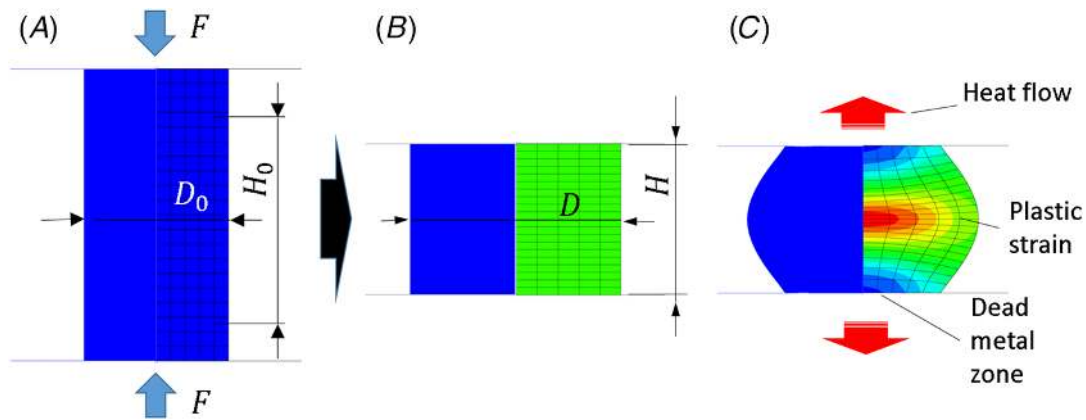 (A)
F
D₀
H₀
F
(B)
D
H
(C)
Heat flow
Plastic
strain
Dead
metal
zone